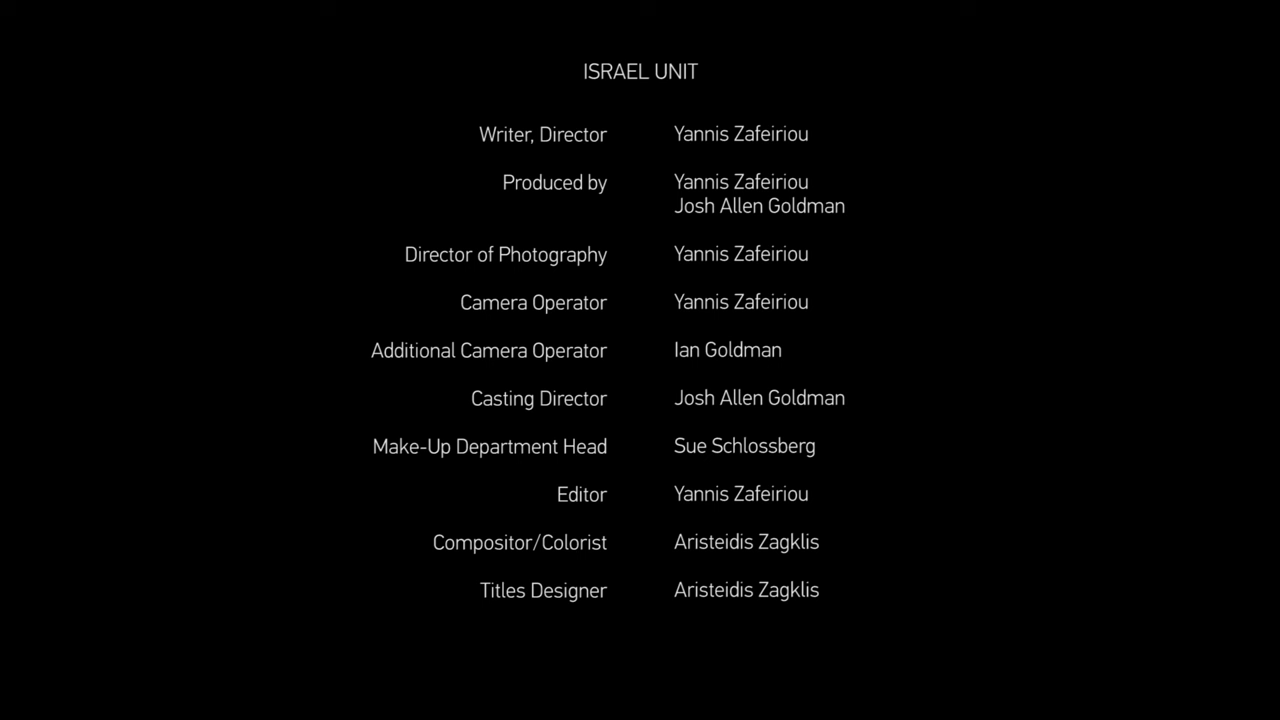 ISRAEL UNIT
Writer, Director Yannis Zafeiriou
Produced by Yannis Zafeiriou
Josh Allen Goldman
Director of Photography Yannis Zafeiriou
Camera Operator Yannis Zafeiriou
Additional Camera Operator Ian Goldman
Casting Director Josh Allen Goldman
Make-Up Department Head Sue Schlossberg
Editor Yannis Zafeiriou
Compositor/Colorist Aristeidis Zagklis
Titles Designer Aristeidis Zagklis